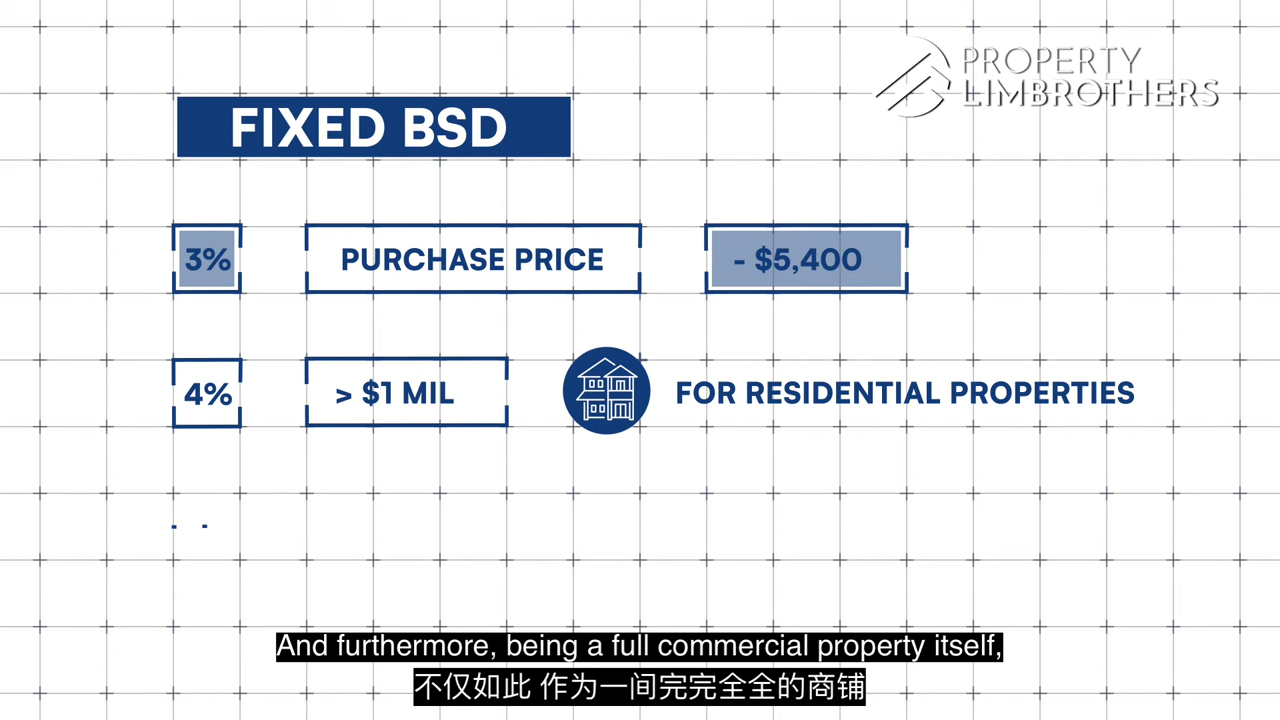 PROPERTY
LIMBROTHERS
FIXED BSD
3% PURCHASE PRICE - $5,400
4% > $1 MIL FOR RESIDENTIAL PROPERTIES
And furthermore, being a full commercial property itself,
不仅如此 作为一间完完全全的商铺